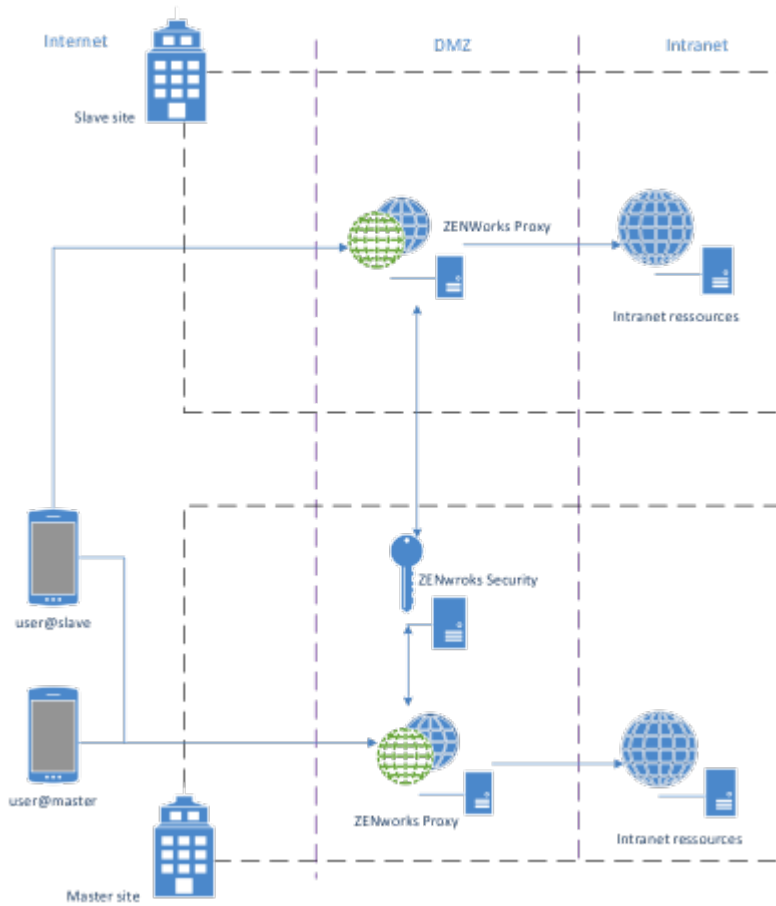 Internet
DMZ
Intranet
Slave site
ZENWorks Proxy
Intranet ressources
ZENwroks Security
user@slave
user@master
ZENworks Proxy
Intranet ressources
Master site